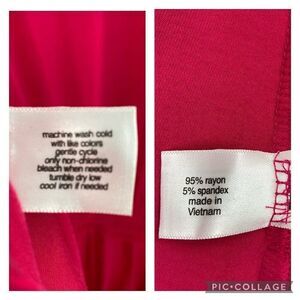 machine wash cold
with like colors
gentle cycle
only non-chlorine
bleach when needed
tumble dry low
cool iron if needed
95% rayon
5% spandex
made in
Vietnam
PIC•COLLAGE